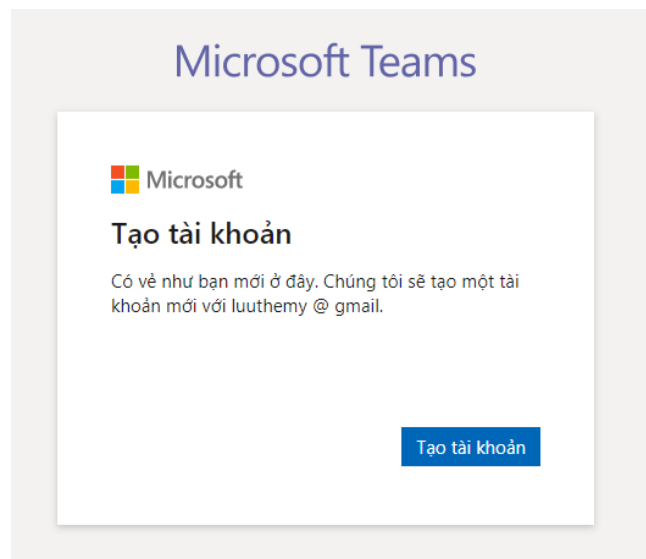 Microsoft Teams
Microsoft
Tạo tài khoản
Có vẻ như bạn mới ở đây. Chúng tôi sẽ tạo một tài
khoản mới với luuthemy @ gmail.
Tạo tài khoản